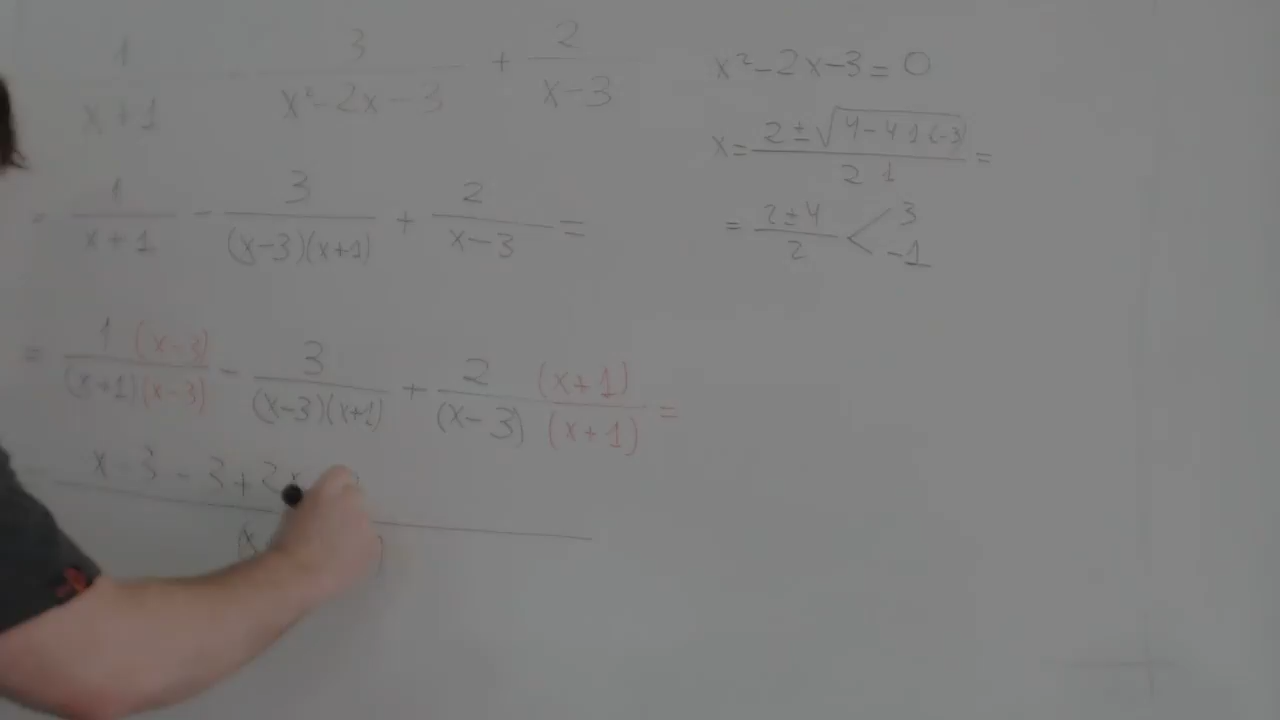 1/(x+1) - 3/(x²-2x-3) + 2/(x-3)
= 1/(x+1) - 3/((x-3)(x+1)) + 2/(x-3) =
= 1(x-3)/((x+1)(x-3)) - 3/((x-3)(x+1)) + 2(x+1)/((x-3)(x+1)) =
x-3-3+2x
x²-2x-3=0
x= (2±√(4-4 1(-3)))/(2 1) =
= (2±4)/2 < 3
-1